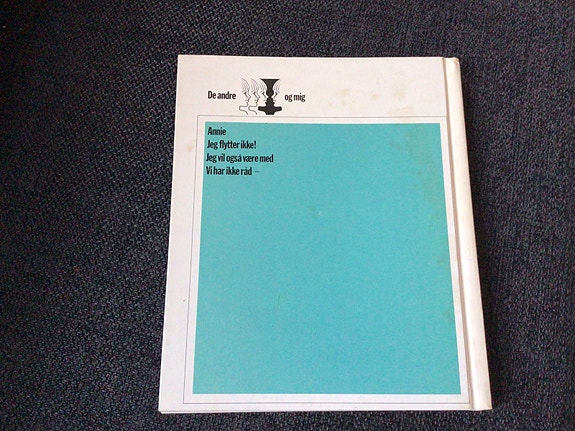 De andre og mig
Annie
Jeg flytter ikke!
Jeg vil også være med
Vi har ikke råd –